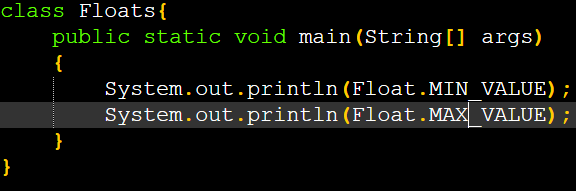 class Floats{
    public static void main(String[] args)
    {
        System.out.println(Float.MIN_VALUE);
        System.out.println(Float.MAX_VALUE);
    }
}